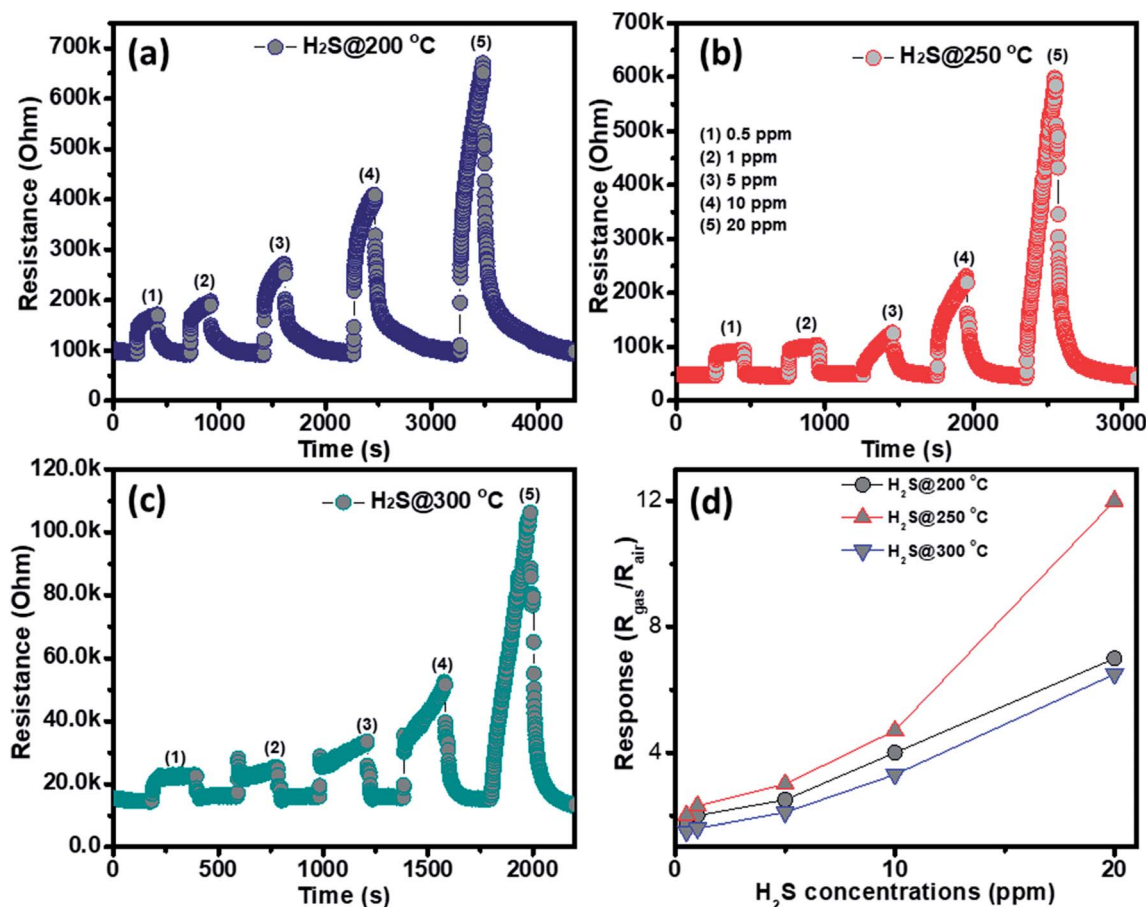 (a)
H₂S@200 °C
(1)
(2)
(3)
(4)
(5)
700k
600k
500k
400k
300k
200k
100k
0
Resistance (Ohm)
0 1000 2000 3000 4000
Time (s)
(b)
H₂S@250 °C
(1) 0.5 ppm
(2) 1 ppm
(3) 5 ppm
(4) 10 ppm
(5) 20 ppm
(1)
(2)
(3)
(4)
(5)
700k
600k
500k
400k
300k
200k
100k
0
Resistance (Ohm)
0 1000 2000 3000
Time (s)
(c)
H₂S@300 °C
(1)
(2)
(3)
(4)
(5)
120.0k
100.0k
80.0k
60.0k
40.0k
20.0k
0.0
Resistance (Ohm)
0 500 1000 1500 2000
Time (s)
(d)
H₂S@200 °C
H₂S@250 °C
H₂S@300 °C
12
8
4
Response (R_gas/R_air)
0 10 20
H₂S concentrations (ppm)